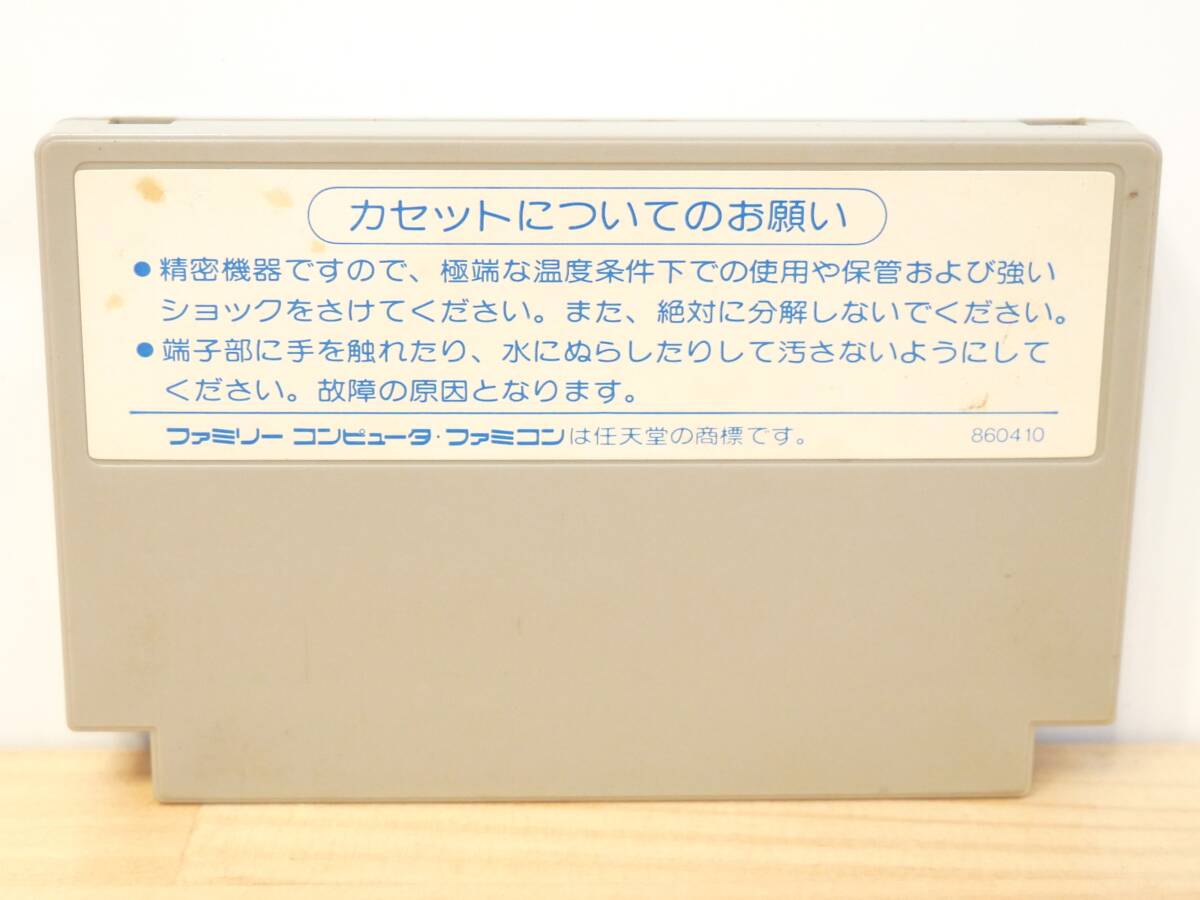 カセットについてのお願い
●精密機器ですので、極端な温度条件下での使用や保管および強い
ショックをさけてください。また、絶対に分解しないでください。
●端子部に手を触れたり、水にぬらしたりして汚さないようにして
ください。故障の原因となります。
ファミリー コンピュータ・ファミコンは任天堂の商標です。 860410